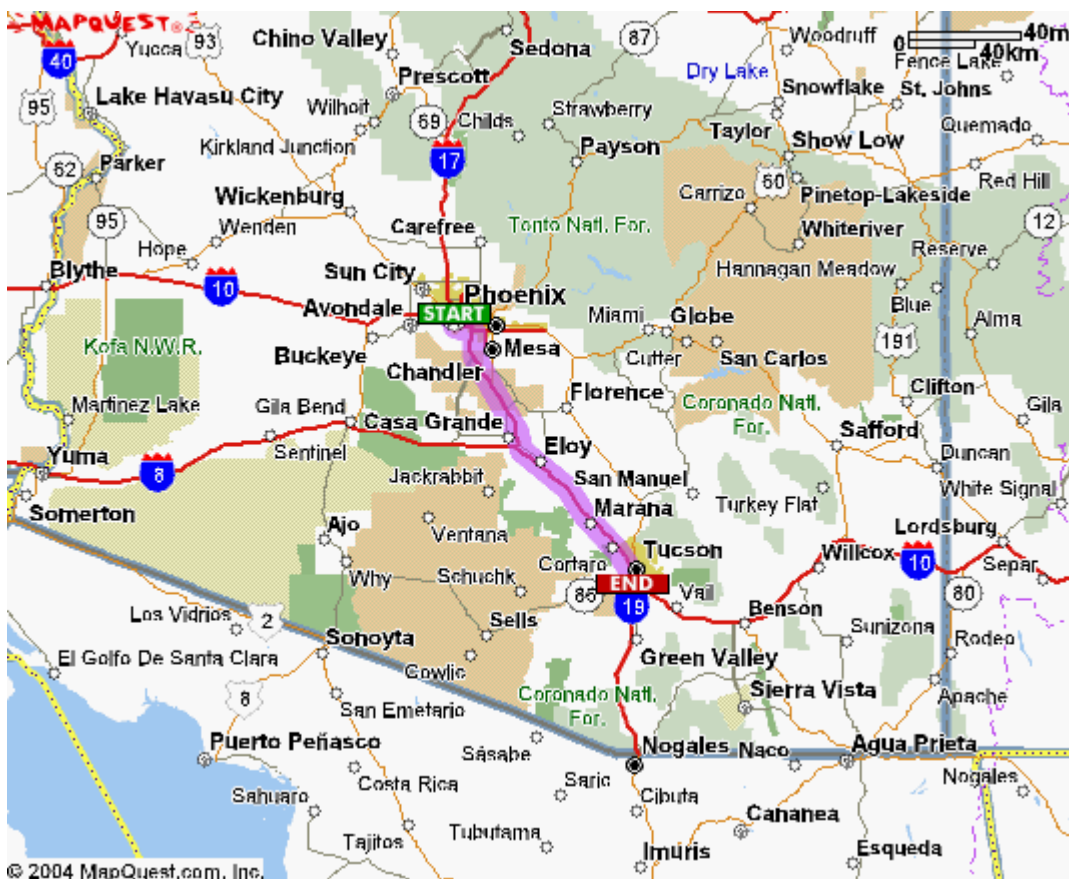 MAPQUEST®
Yucca
93
Chino Valley
Sedona
87
Woodruff
0 40m
40km
40
Prescott
Dry Lake
Fence Lake
95
Lake Havasu City
Wilhoit
69
Childs
Strawberry
Snowflake
St. Johns
Kirkland Junction
17
Payson
Taylor
Show Low
Quemado
62
Parker
Wickenburg
Carrizo
60
Pinetop-Lakeside
Red Hill
95
Wenden
Carefree
Tonto Natl. For.
Whiteriver
12
Hope
Reserve
Blythe
10
Sun City
Hannagan Meadow
Avondale
Phoenix
START
Miami
Globe
Blue
Alma
Buckeye
Mesa
Cutter
San Carlos
191
Kofa N.W.R.
Chandler
Florence
Clifton
Martinez Lake
Gila Bend
Casa Grande
Coronado Natl.
For.
Gila
Yuma
Sentinel
Eloy
Safford
Duncan
8
Jackrabbit
San Manuel
Turkey Flat
White Signal
Somerton
Marana
Lordsburg
Ajo
Ventana
Tucson
Willcox
10
Why
Schuchk
Cortaro
END
Separ
86
19
Vail
80
Los Vidrios
2
Benson
Sells
Sunizona
Rodeo
Sonoyta
El Golfo De Santa Clara
Cowlic
Green Valley
8
Coronado Natl.
For.
Sierra Vista
Apache
San Emetario
Puerto Peñasco
Sásabe
Nogales
Naco
Agua Prieta
Costa Rica
Saric
Nogales
Sahuaro
Cibuta
Cananea
Tajitos
Tubutama
Imuris
Esqueda
© 2004 MapQuest.com, Inc.